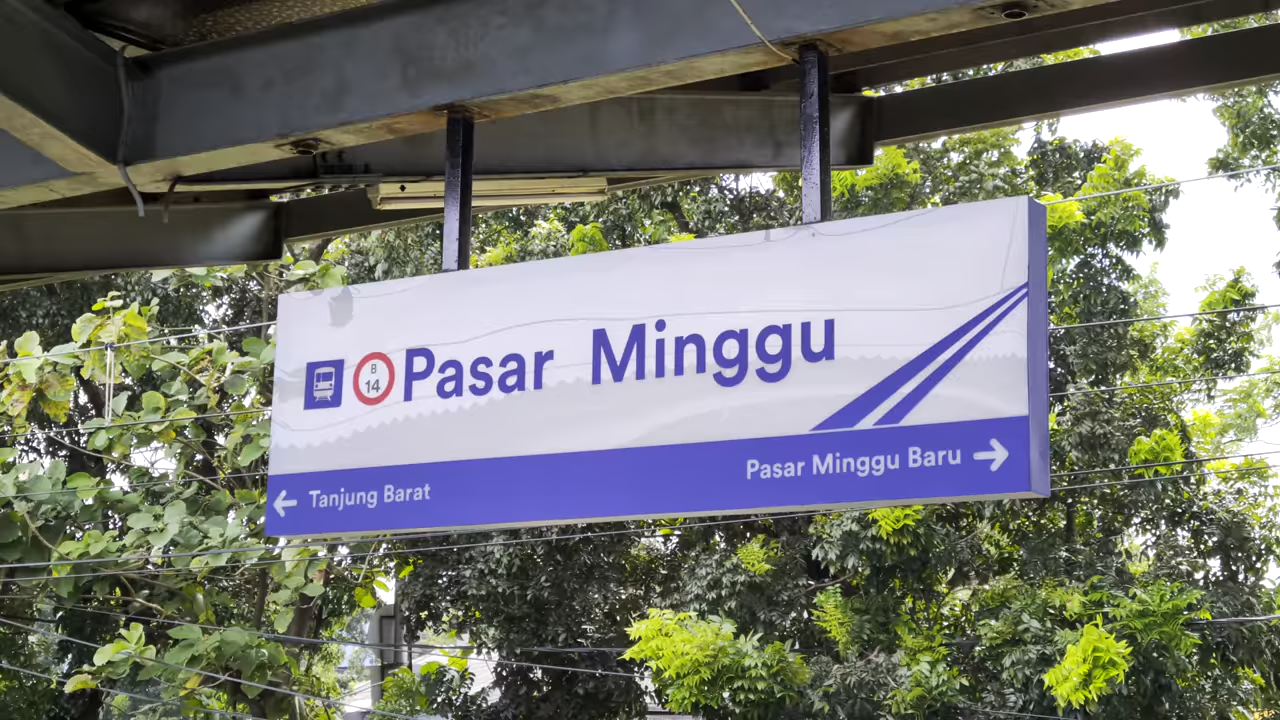 B
14
Pasar Minggu
← Tanjung Barat
Pasar Minggu Baru →